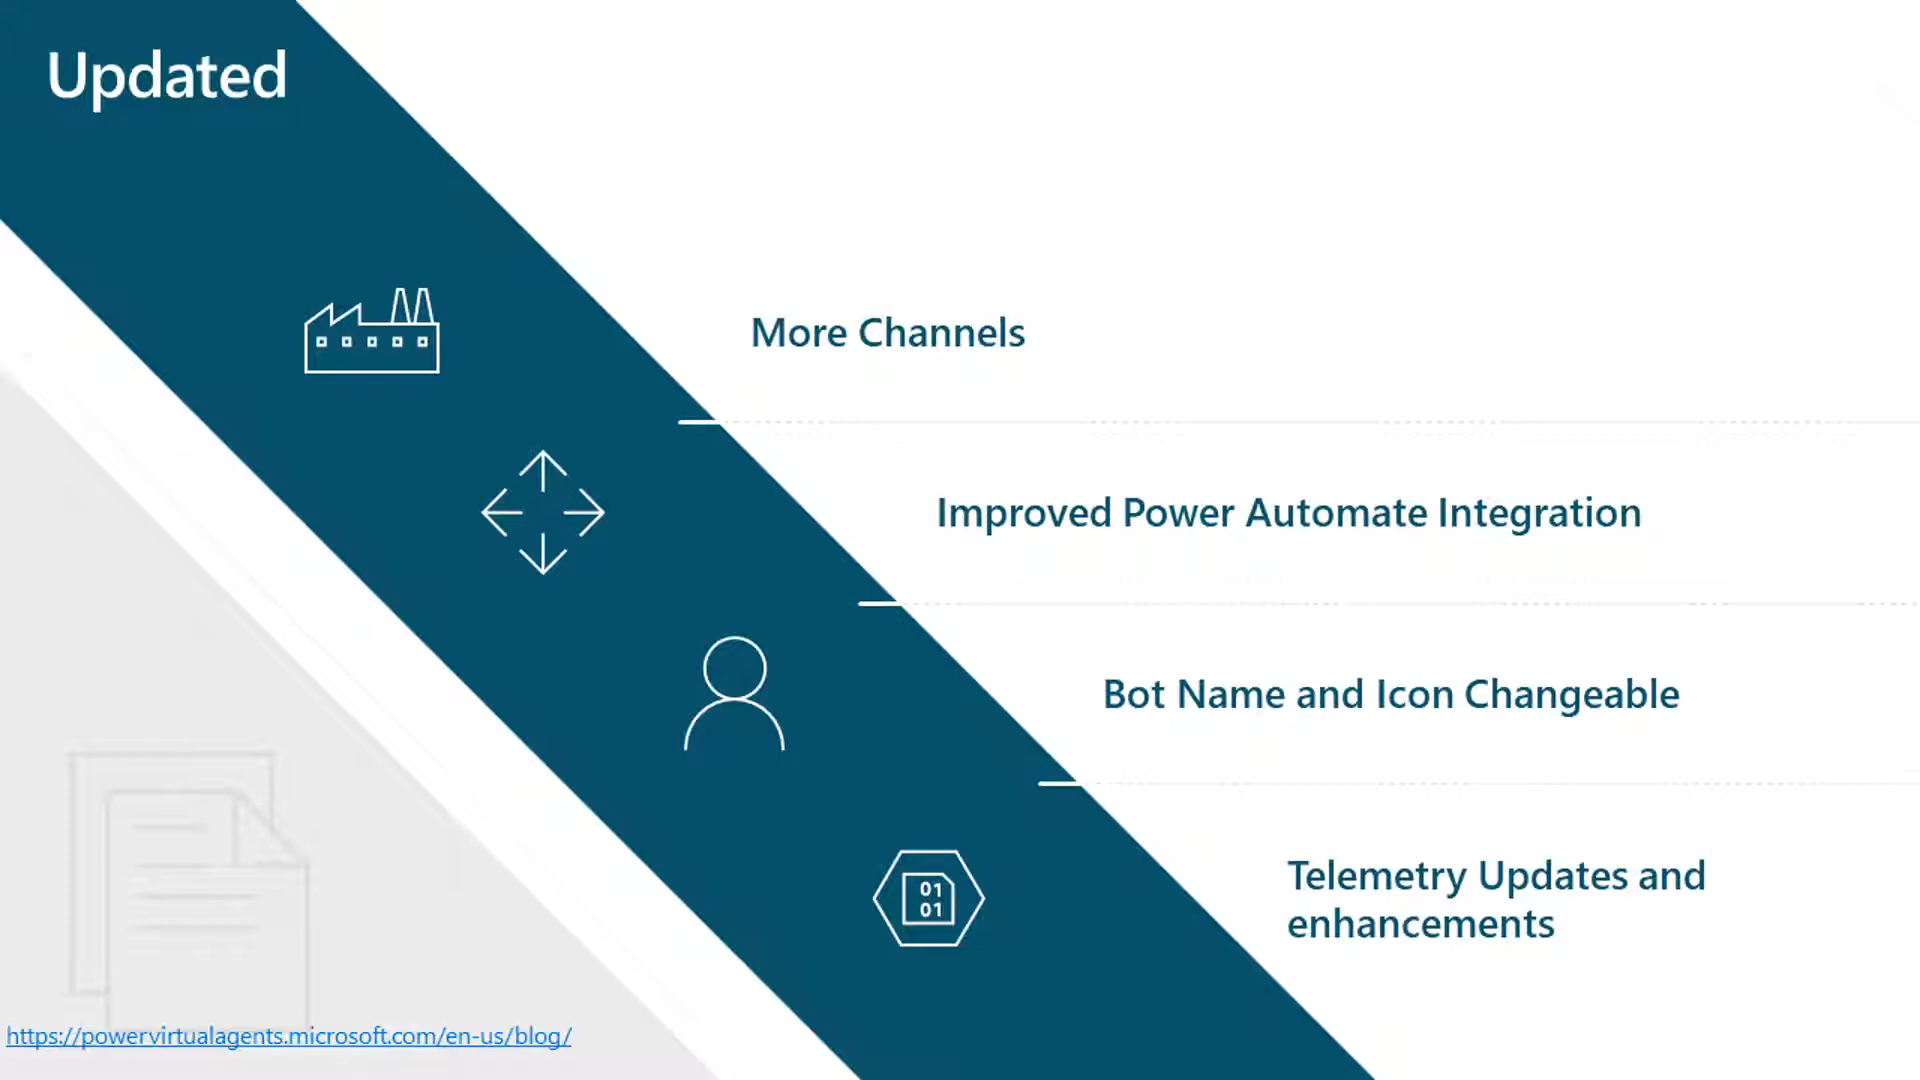 Updated
More Channels
Improved Power Automate Integration
Bot Name and Icon Changeable
01
01
Telemetry Updates and
enhancements
https://powervirtualagents.microsoft.com/en-us/blog/